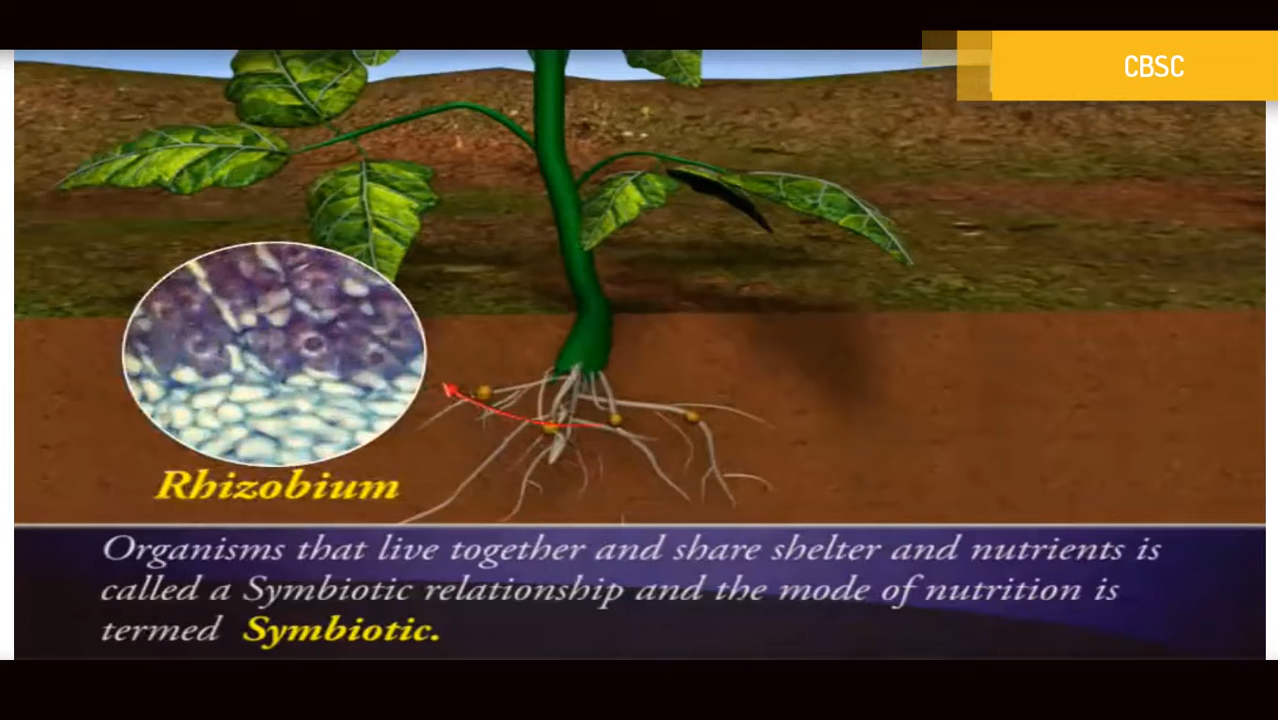 CBSC
Rhizobium
Organisms that live together and share shelter and nutrients is
called a Symbiotic relationship and the mode of nutrition is
termed Symbiotic.